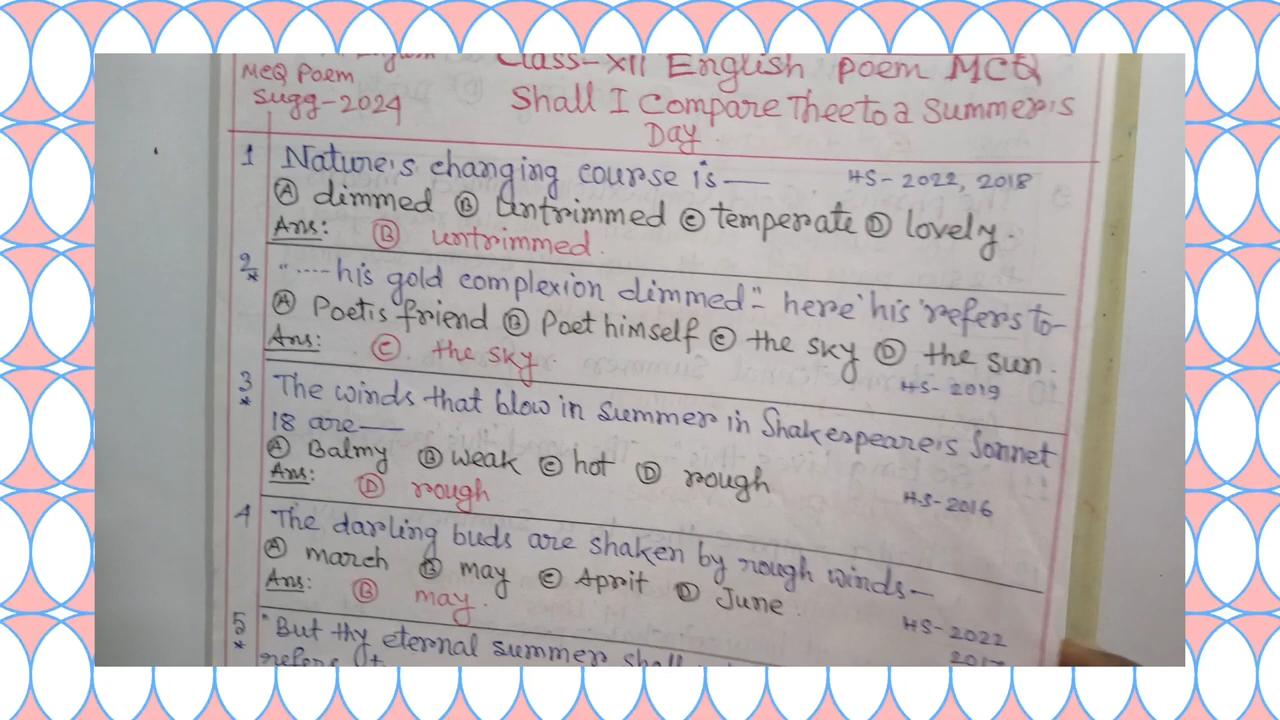 English
Class-XII English poem MCQ
MCQ Poem
Sugg-2024
Shall I Compare Thee to a Summer's
Day.
1 Nature's changing course is—
HS-2022, 2018
Ⓐ dimmed Ⓑ untrimmed Ⓒ temperate Ⓓ lovely.
Ans: Ⓑ untrimmed.
2* ".....his gold complexion dimmed"- here 'his' refers to-
Ⓐ Poet's friend Ⓑ Poet himself Ⓒ the sky Ⓓ the sun.
Ans: Ⓒ the sky.
HS-2019
3* The winds that blow in summer in Shakespeare's Sonnet
18 are—
Ⓐ Balmy Ⓑ weak Ⓒ hot Ⓓ rough
Ans: Ⓓ rough
HS-2016
4 The darling buds are shaken by rough winds—
Ⓐ march Ⓑ may Ⓒ Aprit Ⓓ June
Ans: Ⓑ may.
HS-2022
5* "But thy eternal summer shall